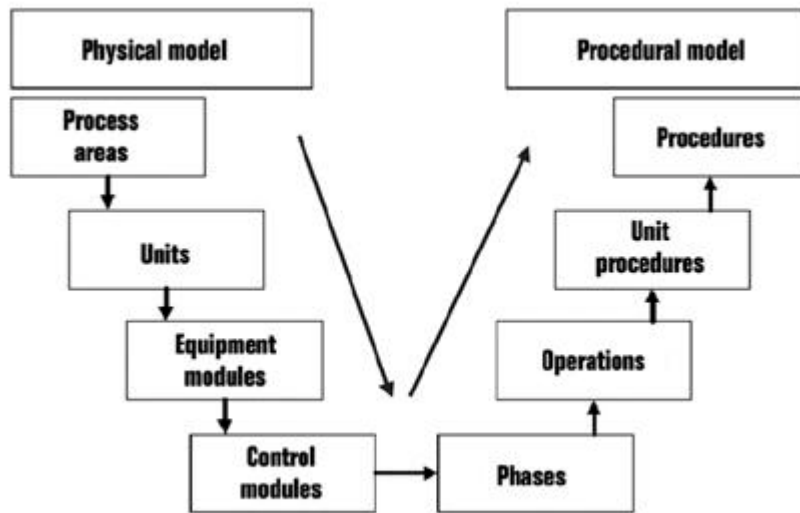 Physical model
Procedural model
Process
areas
Procedures
Units
Unit
procedures
Equipment
modules
Operations
Control
modules
Phases